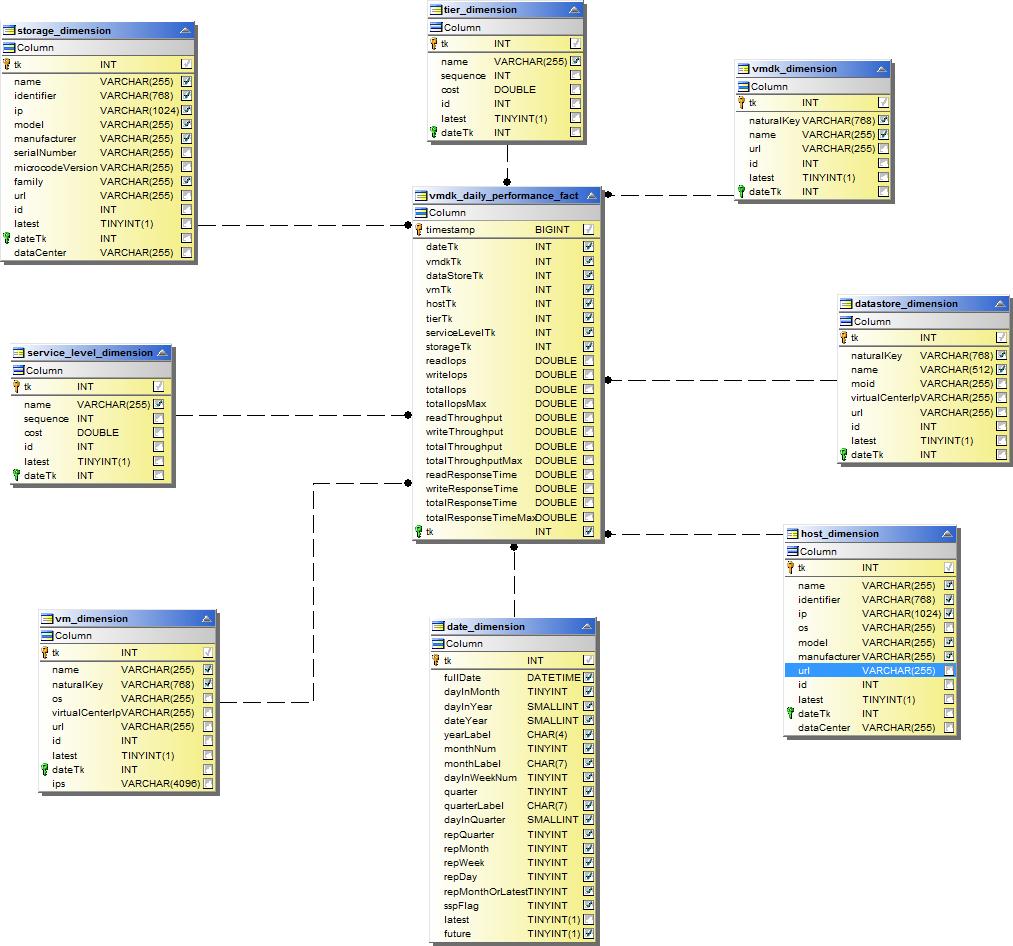 tier_dimension
Column
tk INT
name VARCHAR(255)
sequence INT
cost DOUBLE
id INT
latest TINYINT(1)
dateTk INT
storage_dimension
Column
tk INT
name VARCHAR(255)
identifier VARCHAR(768)
ip VARCHAR(1024)
model VARCHAR(255)
manufacturer VARCHAR(255)
serialNumber VARCHAR(255)
microcodeVersion VARCHAR(255)
family VARCHAR(255)
url VARCHAR(255)
id INT
latest TINYINT(1)
dateTk INT
dataCenter VARCHAR(255)
vmdk_dimension
Column
tk INT
naturalKey VARCHAR(768)
name VARCHAR(255)
url VARCHAR(255)
id INT
latest TINYINT(1)
dateTk INT
vmdk_daily_performance_fact
Column
timestamp BIGINT
dateTk INT
vmdkTk INT
dataStoreTk INT
vmTk INT
hostTk INT
tierTk INT
serviceLevelTk INT
storageTk INT
readIops DOUBLE
writeIops DOUBLE
totalIops DOUBLE
totalIopsMax DOUBLE
readThroughput DOUBLE
writeThroughput DOUBLE
totalThroughput DOUBLE
totalThroughputMax DOUBLE
readResponseTime DOUBLE
writeResponseTime DOUBLE
totalResponseTime DOUBLE
totalResponseTimeMax DOUBLE
tk INT
datastore_dimension
Column
tk INT
naturalKey VARCHAR(768)
name VARCHAR(512)
moid VARCHAR(255)
virtualCenterIp VARCHAR(255)
url VARCHAR(255)
id INT
latest TINYINT(1)
dateTk INT
service_level_dimension
Column
tk INT
name VARCHAR(255)
sequence INT
cost DOUBLE
id INT
latest TINYINT(1)
dateTk INT
host_dimension
Column
tk INT
name VARCHAR(255)
identifier VARCHAR(768)
ip VARCHAR(1024)
os VARCHAR(255)
model VARCHAR(255)
manufacturer VARCHAR(255)
url VARCHAR(255)
id INT
latest TINYINT(1)
dateTk INT
dataCenter VARCHAR(255)
vm_dimension
Column
tk INT
name VARCHAR(255)
naturalKey VARCHAR(768)
os VARCHAR(255)
virtualCenterIp VARCHAR(255)
url VARCHAR(255)
id INT
latest TINYINT(1)
dateTk INT
ips VARCHAR(4096)
date_dimension
Column
tk INT
fullDate DATETIME
dayInMonth TINYINT
dayInYear SMALLINT
dateYear SMALLINT
yearLabel CHAR(4)
monthNum TINYINT
monthLabel CHAR(7)
dayInWeekNum TINYINT
quarter TINYINT
quarterLabel CHAR(7)
dayInQuarter SMALLINT
repQuarter TINYINT
repMonth TINYINT
repWeek TINYINT
repDay TINYINT
repMonthOrLatest TINYINT
sspFlag TINYINT
latest TINYINT(1)
future TINYINT(1)